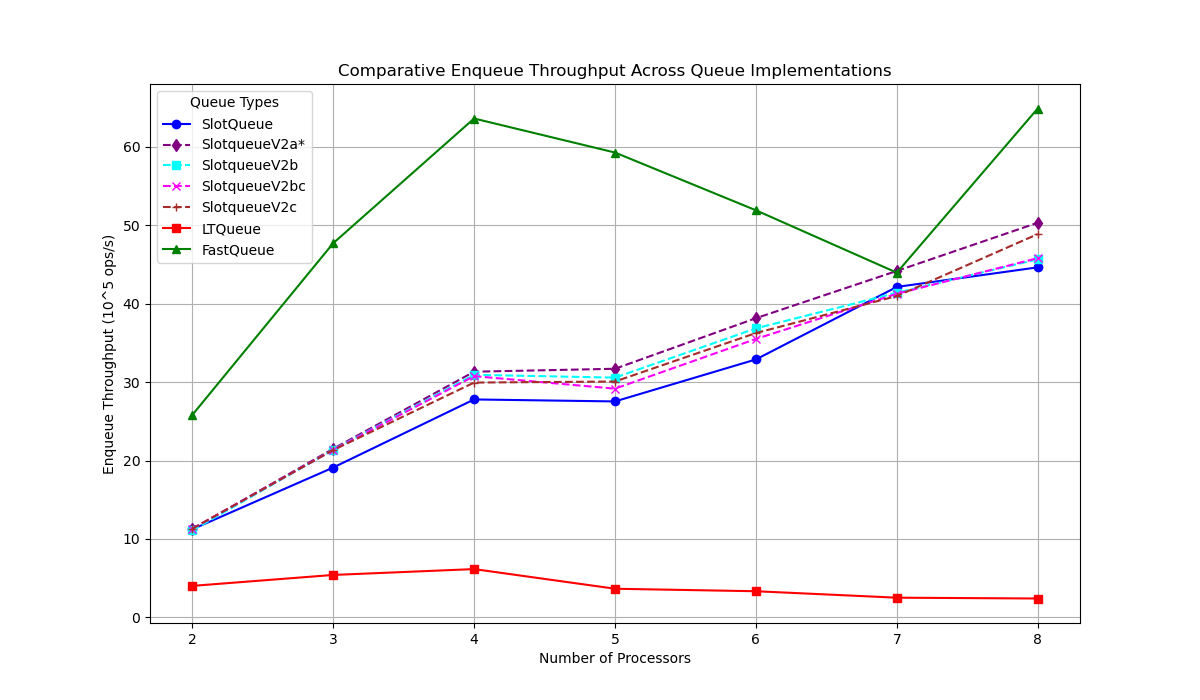 Comparative Enqueue Throughput Across Queue Implementations
Queue Types
SlotQueue
SlotqueueV2a*
SlotqueueV2b
SlotqueueV2bc
SlotqueueV2c
LTQueue
FastQueue
Enqueue Throughput (10^5 ops/s)
60
50
40
30
20
10
0
2 3 4 5 6 7 8
Number of Processors